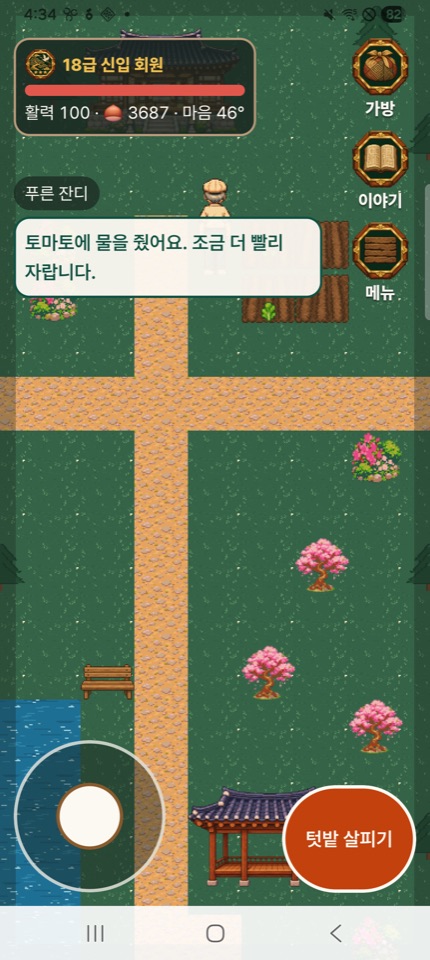 4:34
82
18급 신입 회원
활력 100 · 3687 · 마음 46°
가방
푸른 잔디
이야기
토마토에 물을 줬어요. 조금 더 빨리
자랍니다.
메뉴
텃밭 살피기